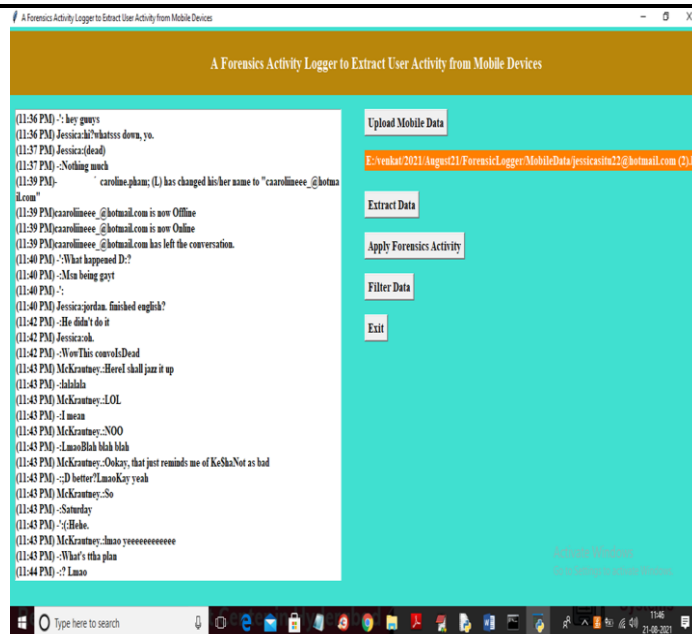 A Forensics Activity Logger to Extract User Activity from Mobile Devices
A Forensics Activity Logger to Extract User Activity from Mobile Devices
(11:36 PM) -': hey guuys
(11:36 PM) Jessica:hi?whatsss down, yo.
(11:37 PM) Jessica:(dead)
(11:37 PM) -:Nothing much
(11:39 PM)- ' caroline.pham; (L) has changed his/her name to "caaroliineee_@hotma
il.com"
(11:39 PM)caaroliineee_@hotmail.com is now Offline
(11:39 PM)caaroliineee_@hotmail.com is now Online
(11:39 PM)caaroliineee_@hotmail.com has left the conversation.
(11:40 PM) -':What happened D:?
(11:40 PM) -:Msn being gayt
(11:40 PM) -':
(11:40 PM) Jessica:jordan. finished english?
(11:42 PM) -:He didn't do it
(11:42 PM) Jessica:oh.
(11:42 PM) -:WowThis convoIsDead
(11:43 PM) McKrautney.:HereI shall jazz it up
(11:43 PM) -:lalalala
(11:43 PM) McKrautney.:LOL
(11:43 PM) -:I mean
(11:43 PM) McKrautney.:NOO
(11:43 PM) -:LmaoBlah blah blah
(11:43 PM) McKrautney.:Ookay, that just reminds me of KeShaNot as bad
(11:43 PM) -:;D better?LmaoKay yeah
(11:43 PM) McKrautney.:So
(11:43 PM) -:Saturday
(11:43 PM) -':(:Hehe.
(11:43 PM) McKrautney.:lmao yeeeeeeeeeeee
(11:43 PM) -:What's ttha plan
(11:44 PM) -:? Lmao
Upload Mobile Data
E:/venkat/2021/August21/ForensicLogger/MobileData/jessicasitu22@hotmail.com (2).
Extract Data
Apply Forensics Activity
Filter Data
Exit
Activate Windows
Type here to search
11:46
21-08-2021